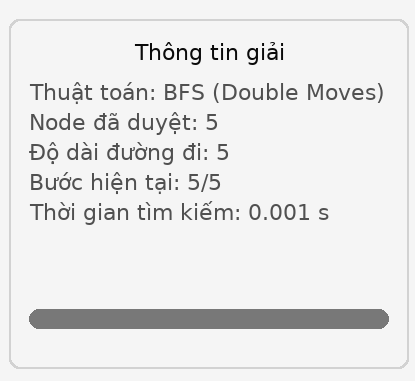 Thông tin giải
Thuật toán: BFS (Double Moves)
Node đã duyệt: 5
Độ dài đường đi: 5
Bước hiện tại: 5/5
Thời gian tìm kiếm: 0.001 s